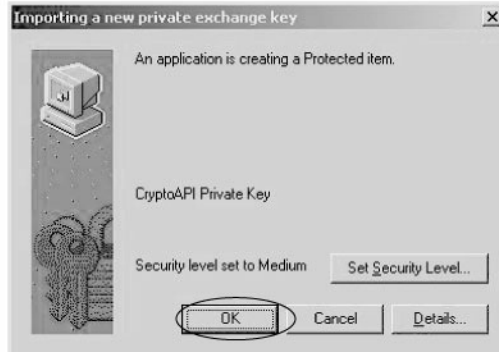 Importing a new private exchange key
An application is creating a Protected item.
CryptoAPI Private Key
Security level set to Medium
Set Security Level...
OK
Cancel
Details...